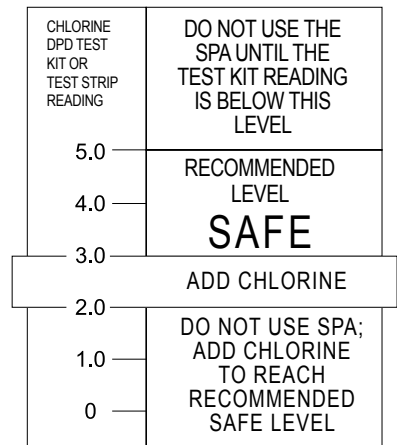 CHLORINE
DPD TEST
KIT OR
TEST STRIP
READING
DO NOT USE THE
SPA UNTIL THE
TEST KIT READING
IS BELOW THIS
LEVEL
5.0
RECOMMENDED
LEVEL
4.0
SAFE
3.0
ADD CHLORINE
2.0
DO NOT USE SPA;
ADD CHLORINE
1.0
TO REACH
RECOMMENDED
0
SAFE LEVEL